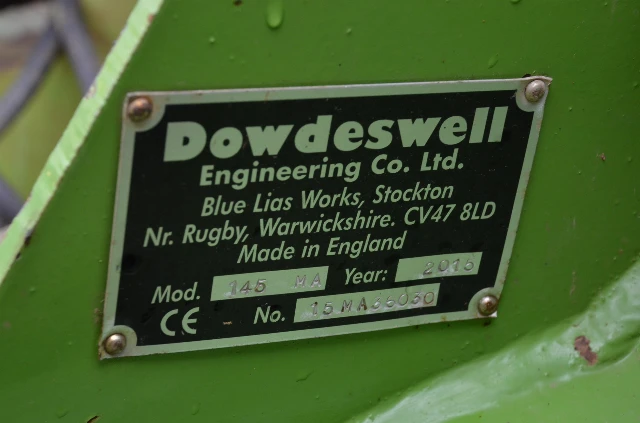 Dowdeswell
Engineering Co. Ltd.
Blue Lias Works, Stockton
Nr. Rugby, Warwickshire. CV47 8LD
Made in England
Mod. 145 MA Year: 2015
CE No.